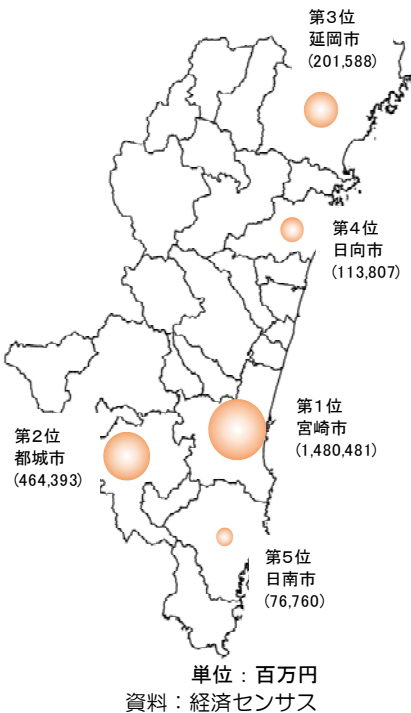 第3位
延岡市
(201,588)
第4位
日向市
(113,807)
第1位
宮崎市
(1,480,481)
第2位
都城市
(464,393)
第5位
日南市
(76,760)
単位：百万円
資料：経済センサス